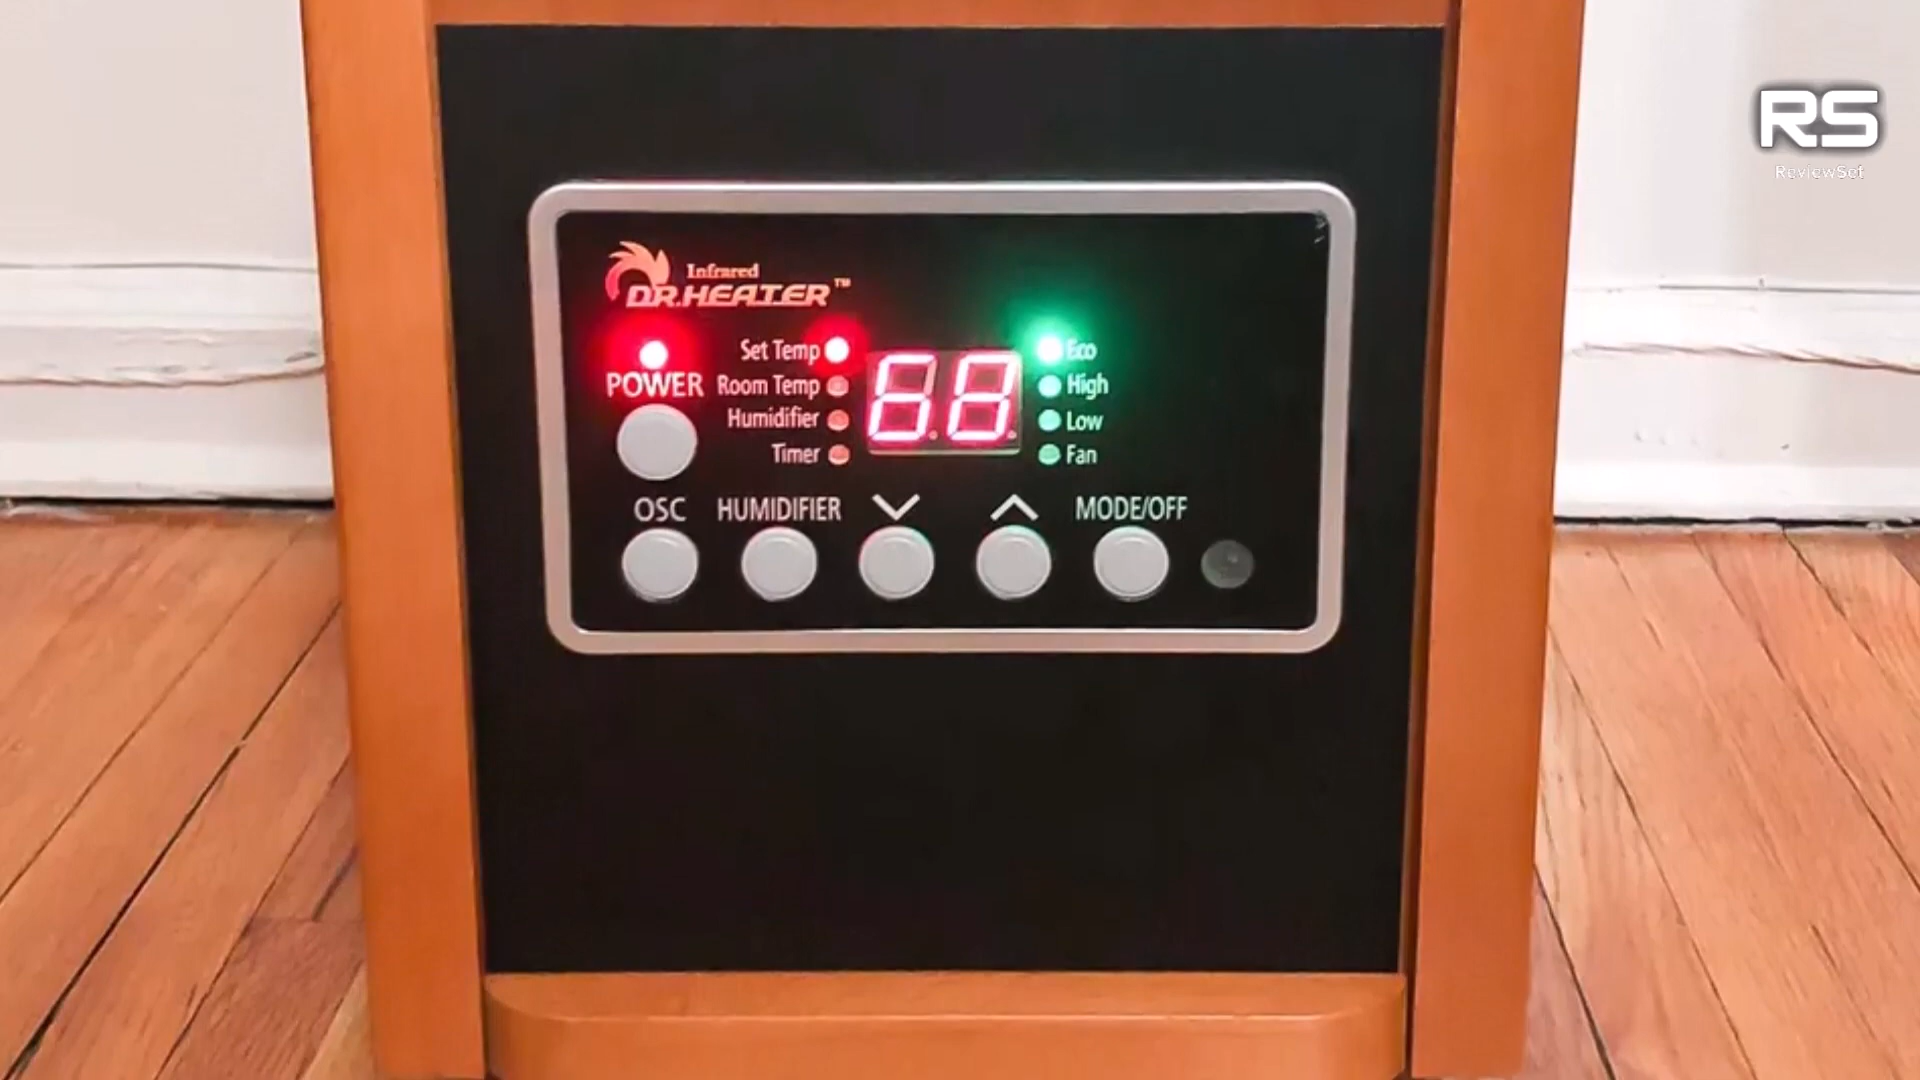 RS
ReviewSet
Infrared
DR.HEATER™
POWER
Set Temp
Room Temp
Humidifier
Timer
68
Eco
High
Low
Fan
OSC HUMIDIFIER MODE/OFF